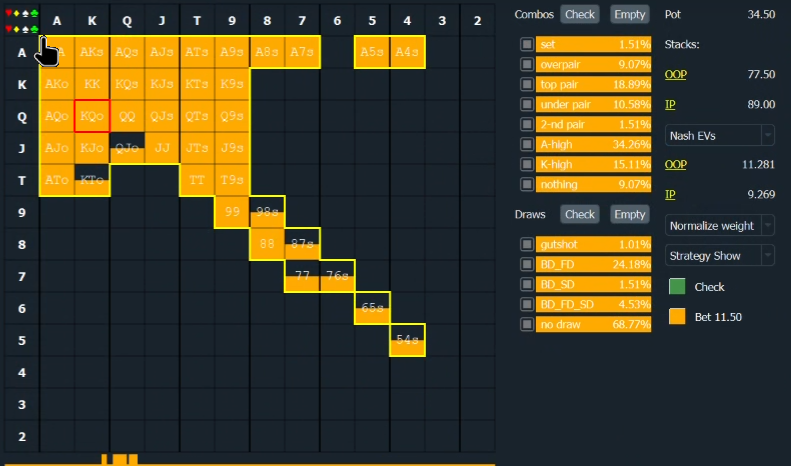 Combos Check Empty Pot 34.50
A K Q J T 9 8 7 6 5 4 3 2
Stacks:
A AKs AQs AJs ATs A9s A8s A7s A5s A4s set 1.51%
overpair 9.07%
OOP 77.50
K AKo KK KQs KJs KTs K9s top pair 18.89%
under pair 10.58% IP 89.00
Q AQo KQo QQ QJs QTs Q9s 2-nd pair 1.51%
Nash EVs
J AJo KJo QJo JJ JTs J9s A-high 34.26%
K-high 15.11% OOP 11.281
T ATo KTo TT T9s nothing 9.07%
IP 9.269
9 99 98s Draws Check Empty
Normalize weight
8 88 87s gutshot 1.01%
BD_FD 24.18% Strategy Show
7 77 76s BD_SD 1.51%
Check
6 65s BD_FD_SD 4.53%
no draw 68.77% Bet 11.50
5 54s
4
3
2